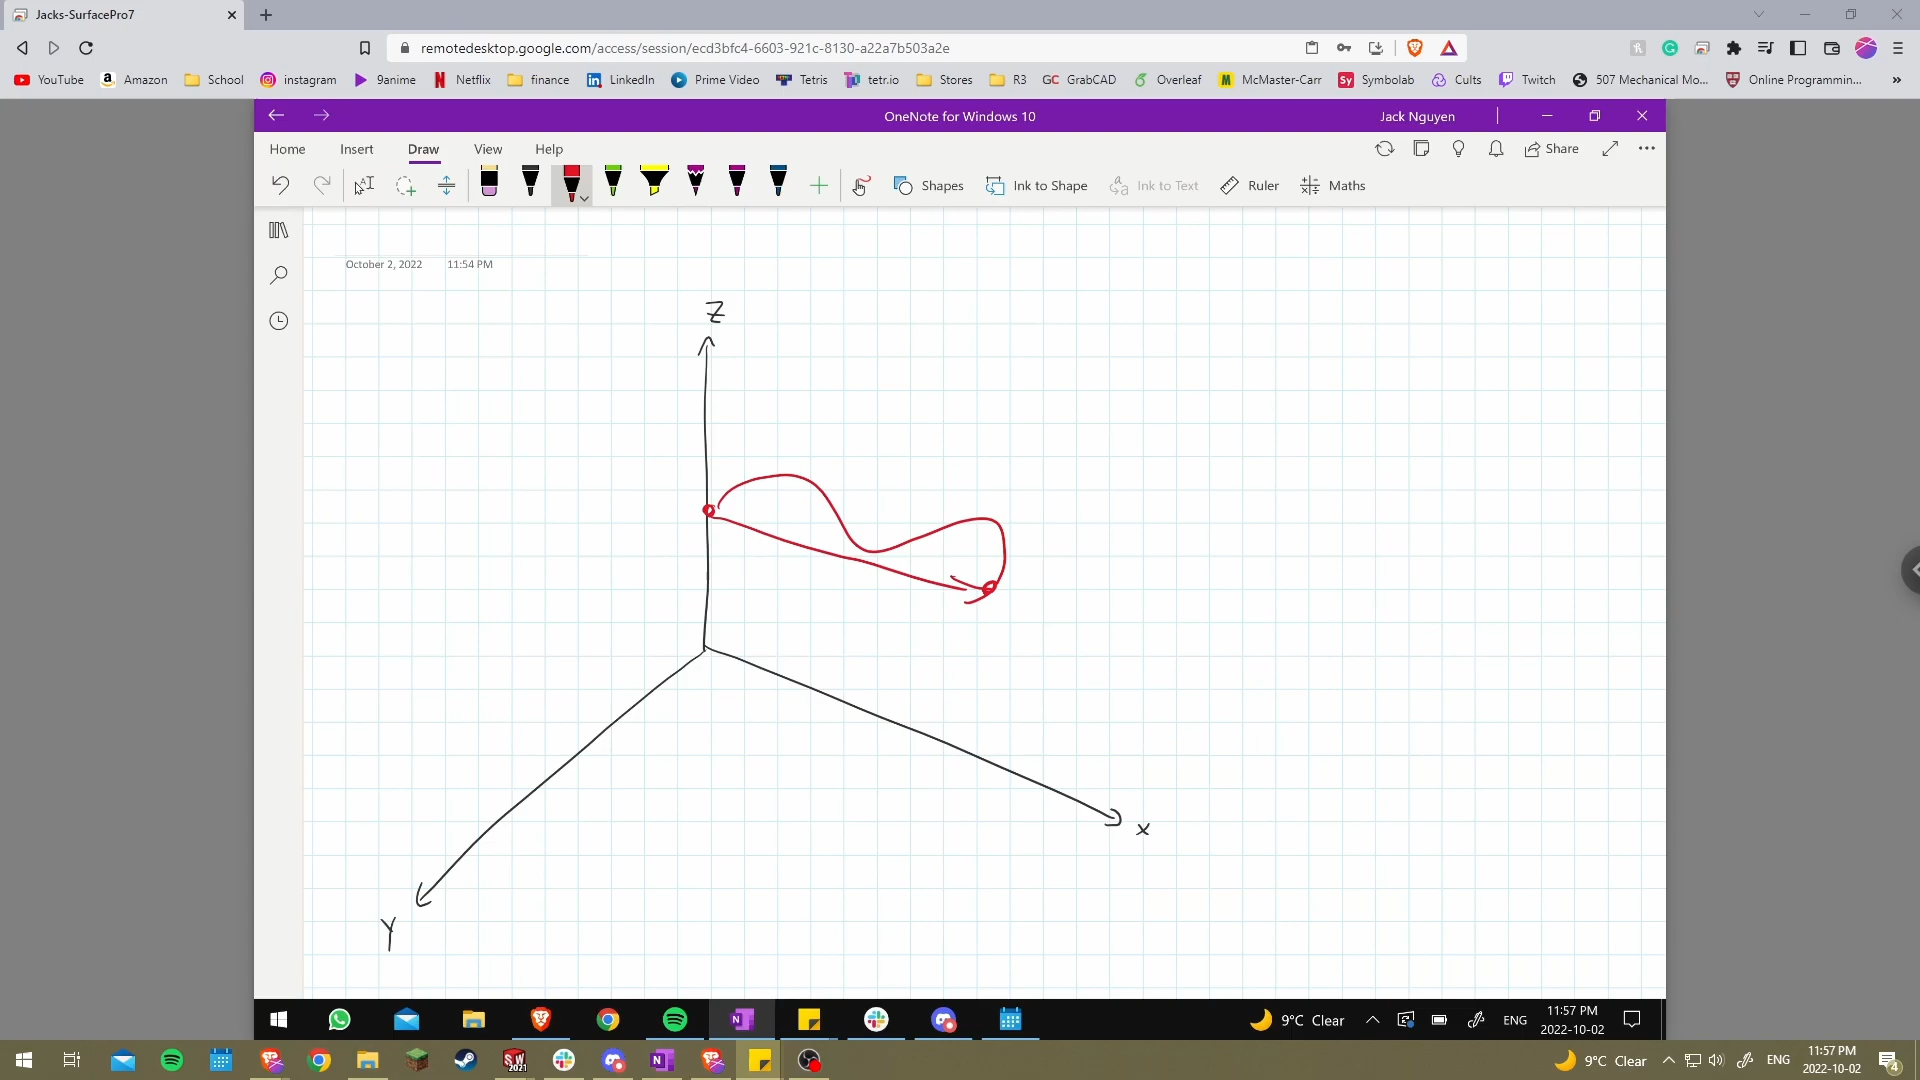 Jacks-SurfacePro7
remotedesktop.google.com/access/session/ecd3bfc4-6603-921c-8130-a22a7b503a2e
YouTube Amazon School instagram 9anime Netflix finance LinkedIn Prime Video Tetris tetr.io Stores R3 GC GrabCAD Overleaf M McMaster-Carr Sy Symbolab Cults Twitch 507 Mechanical Mo... Online Programmin... »
OneNote for Windows 10
Jack Nguyen
Home Insert Draw View Help
Share
Shapes Ink to Shape Ink to Text Ruler Maths
October 2, 2022 11:54 PM
Z
x
Y
9°C Clear ENG 11:57 PM
2022-10-02
9°C Clear ENG 11:57 PM
2022-10-02
4